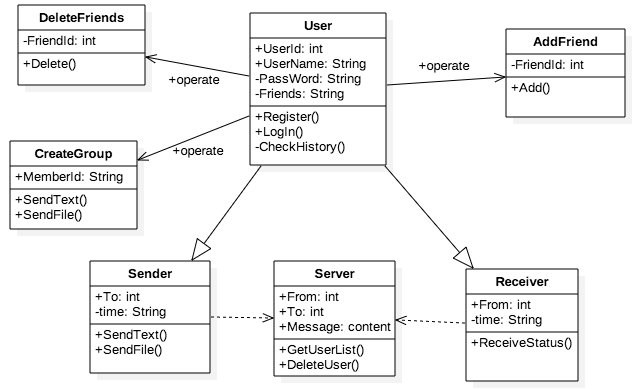 DeleteFriends
-FriendId: int
+Delete()
User
+UserId: int
+UserName: String
-PassWord: String
-Friends: String
+Register()
+LogIn()
-CheckHistory()
AddFriend
-FriendId: int
+Add()
+operate
+operate
+operate
CreateGroup
+MemberId: String
+SendText()
+SendFile()
Sender
+To: int
-time: String
+SendText()
+SendFile()
Server
+From: int
+To: int
+Message: content
+GetUserList()
+DeleteUser()
Receiver
+From: int
-time: String
+ReceiveStatus()